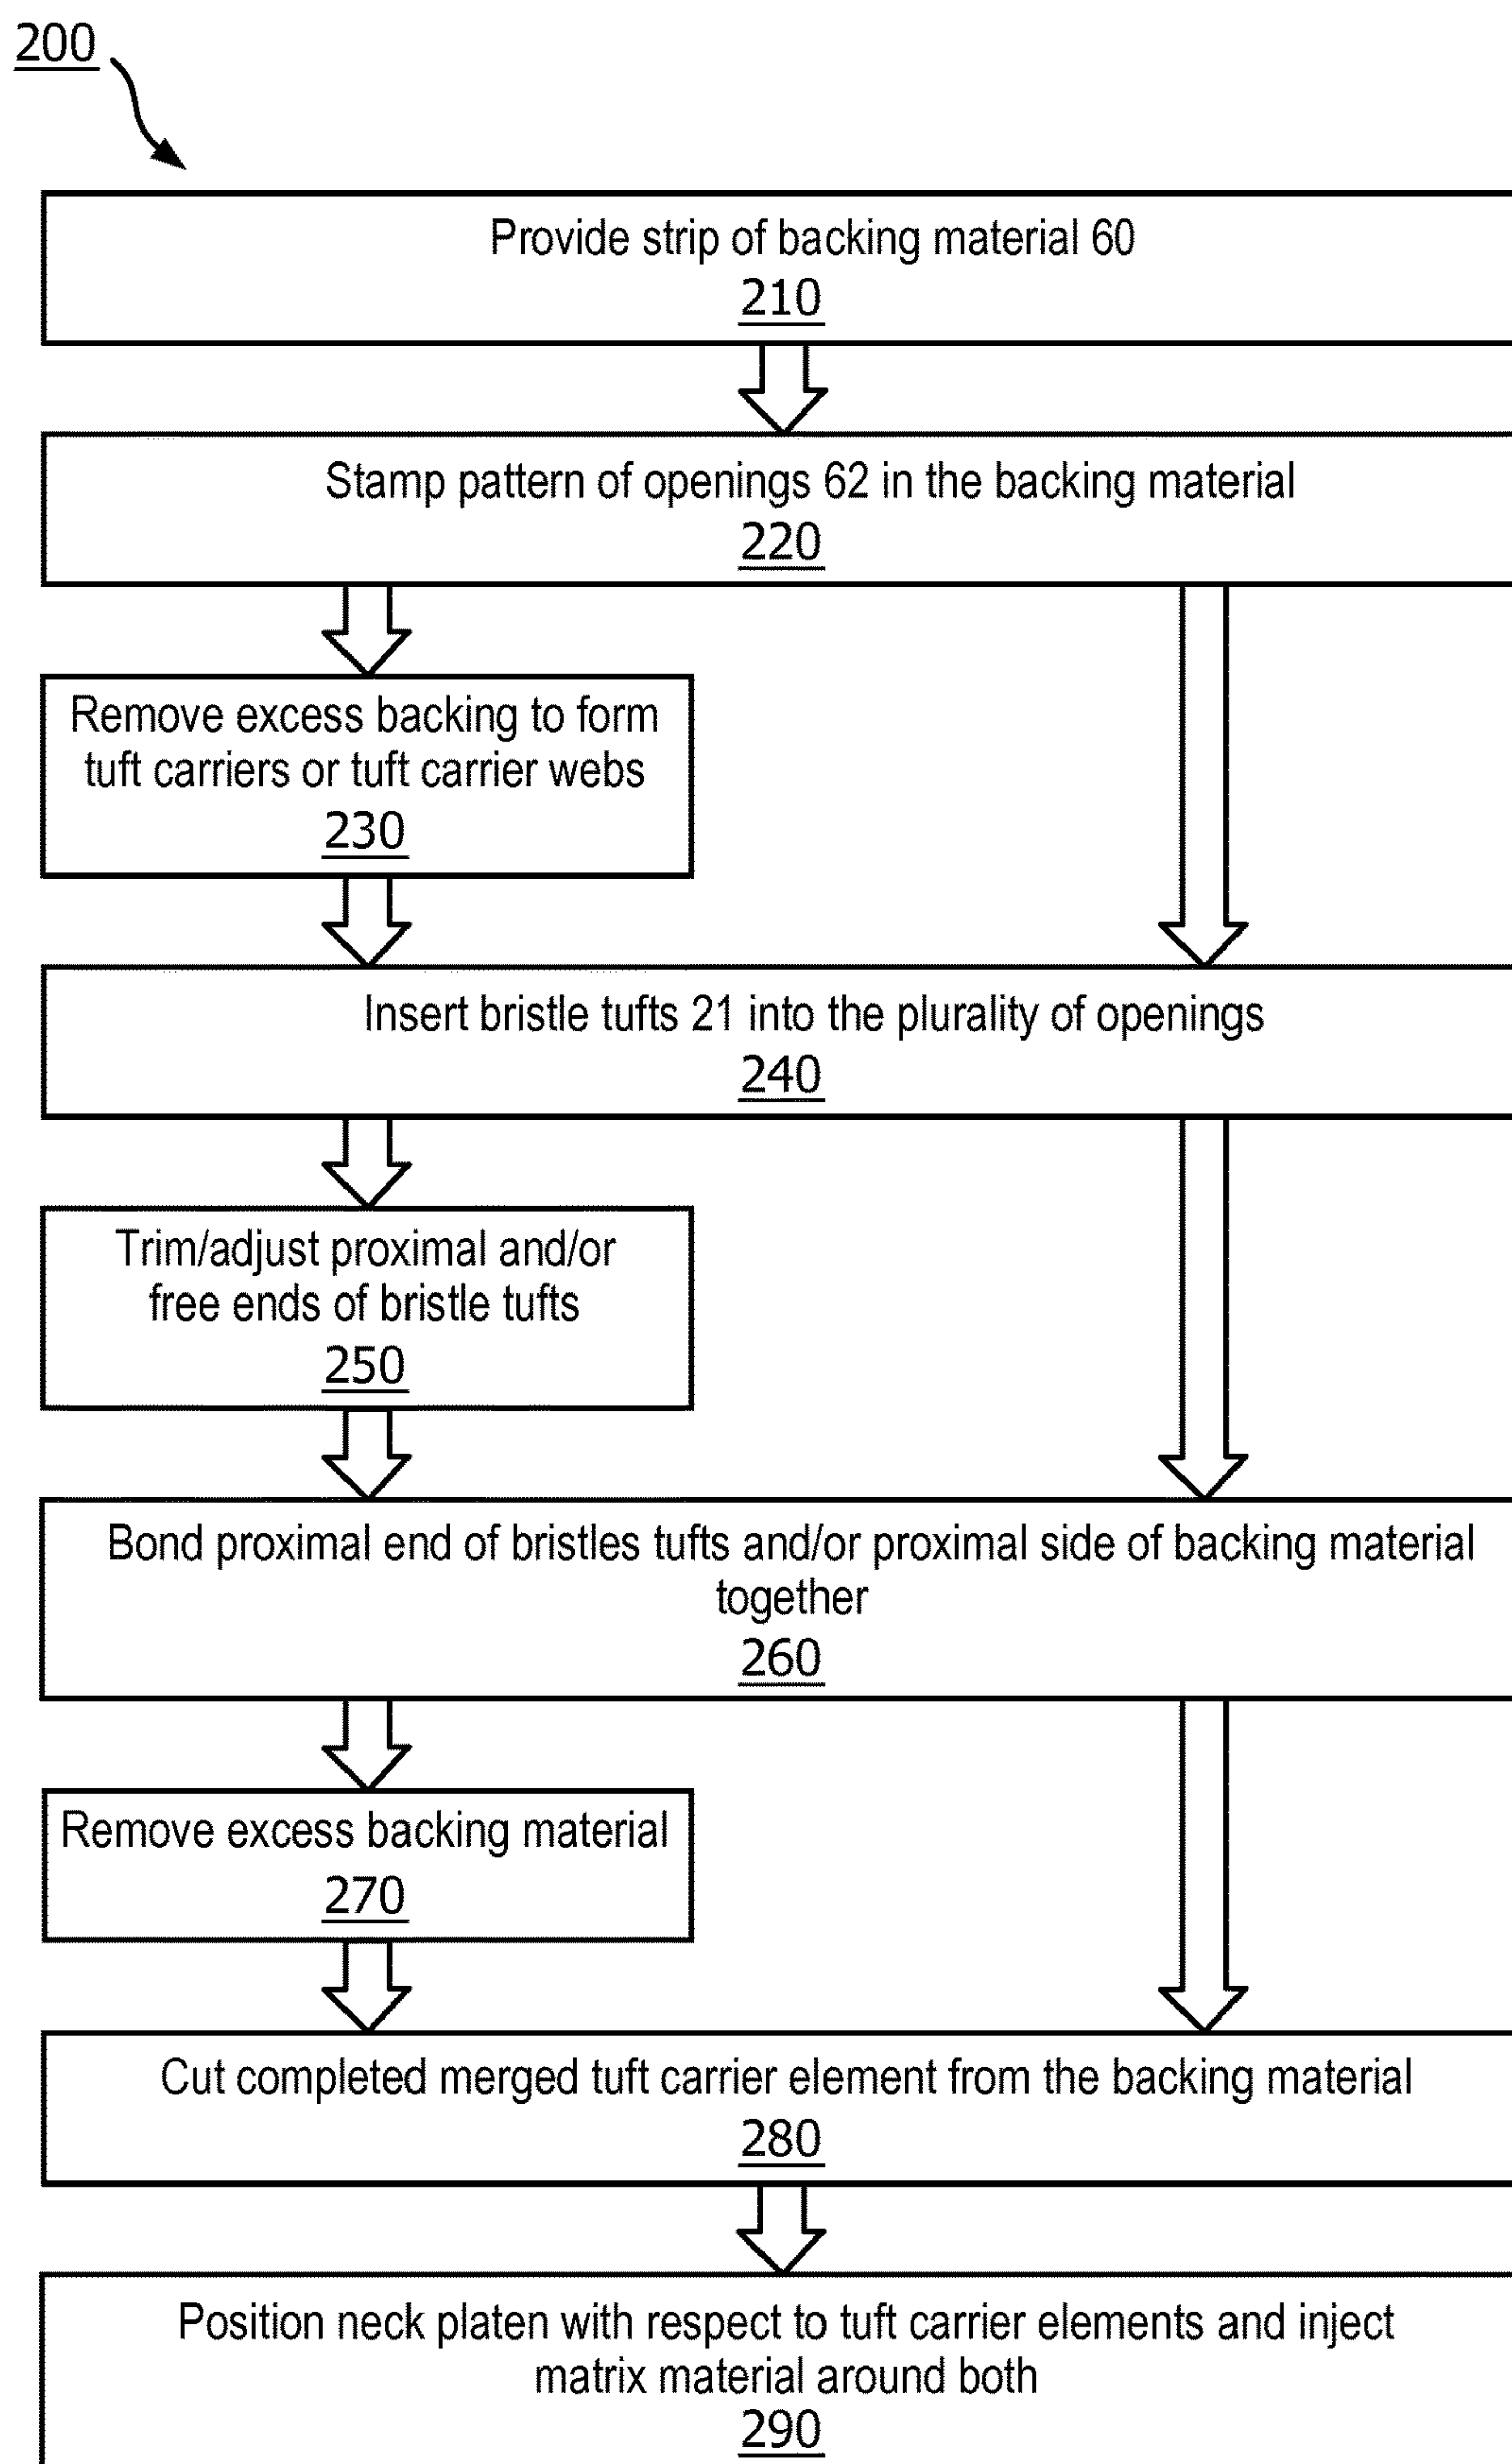 200
Provide strip of backing material 60
210
Stamp pattern of openings 62 in the backing material
220
Remove excess backing to form
tuft carriers or tuft carrier webs
230
Insert bristle tufts 21 into the plurality of openings
240
Trim/adjust proximal and/or
free ends of bristle tufts
250
Bond proximal end of bristles tufts and/or proximal side of backing material
together
260
Remove excess backing material
270
Cut completed merged tuft carrier element from the backing material
280
Position neck platen with respect to tuft carrier elements and inject
matrix material around both
290